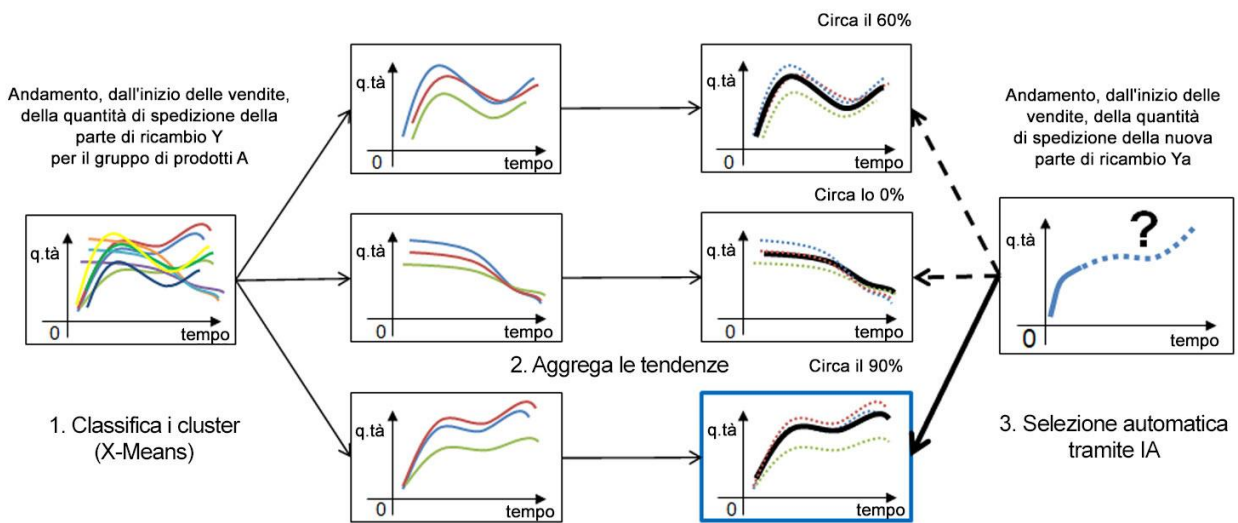 Circa il 60%
q.tà
0
tempo
q.tà
0
tempo
Andamento, dall'inizio delle vendite,
della quantità di spedizione della
parte di ricambio Y
per il gruppo di prodotti A
Andamento, dall'inizio delle
vendite, della quantità
di spedizione della nuova
parte di ricambio Ya
Circa lo 0%
q.tà
0
tempo
q.tà
0
tempo
q.tà
0
tempo
?
q.tà
0
tempo
2. Aggrega le tendenze
Circa il 90%
1. Classifica i cluster
(X-Means)
q.tà
0
tempo
q.tà
0
tempo
3. Selezione automatica
tramite IA